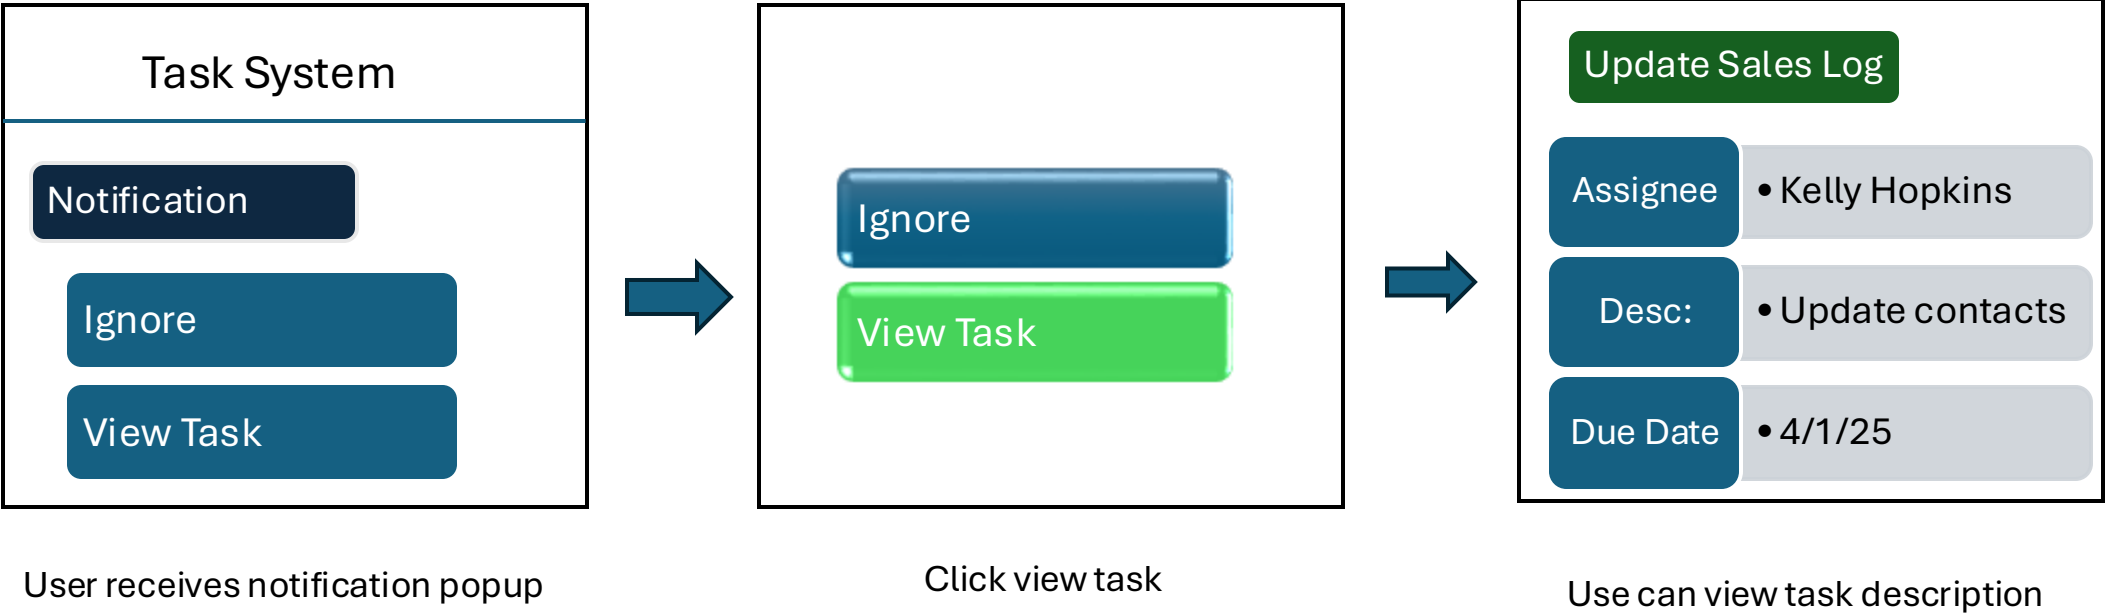 Task System
Notification
Ignore
View Task
User receives notification popup
Ignore
View Task
Click view task
Update Sales Log
Assignee
• Kelly Hopkins
Desc:
• Update contacts
Due Date
• 4/1/25
Use can view task description